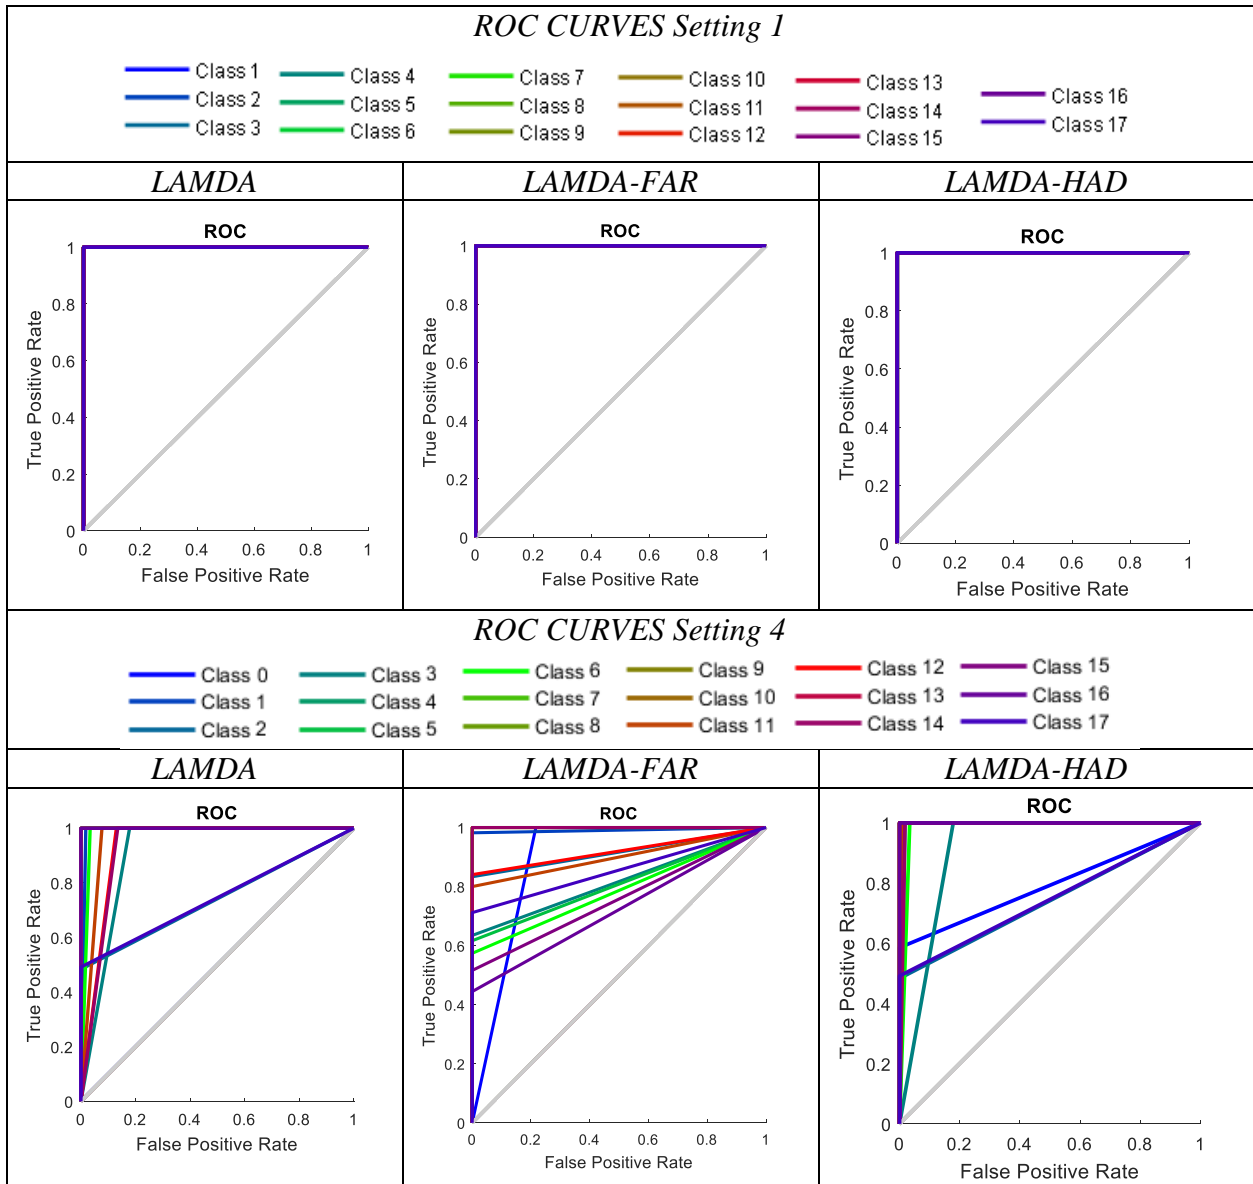 ROC CURVES Setting 1
Class 1 Class 4 Class 7 Class 10 Class 13 Class 16
Class 2 Class 5 Class 8 Class 11 Class 14 Class 17
Class 3 Class 6 Class 9 Class 12 Class 15
LAMDA LAMDA-FAR LAMDA-HAD
ROC
1
0.8
0.6
0.4
0.2
0
True Positive Rate
0 0.2 0.4 0.6 0.8 1
False Positive Rate
ROC
1
0.8
0.6
0.4
0.2
0
True Positive Rate
0 0.2 0.4 0.6 0.8 1
False Positive Rate
ROC
1
0.8
0.6
0.4
0.2
0
True Positive Rate
0 0.2 0.4 0.6 0.8 1
False Positive Rate
ROC CURVES Setting 4
Class 0 Class 3 Class 6 Class 9 Class 12 Class 15
Class 1 Class 4 Class 7 Class 10 Class 13 Class 16
Class 2 Class 5 Class 8 Class 11 Class 14 Class 17
LAMDA LAMDA-FAR LAMDA-HAD
ROC
1
0.8
0.6
0.4
0.2
0
True Positive Rate
0 0.2 0.4 0.6 0.8 1
False Positive Rate
ROC
1
0.8
0.6
0.4
0.2
0
True Positive Rate
0 0.2 0.4 0.6 0.8 1
False Positive Rate
ROC
1
0.8
0.6
0.4
0.2
0
True Positive Rate
0 0.2 0.4 0.6 0.8 1
False Positive Rate